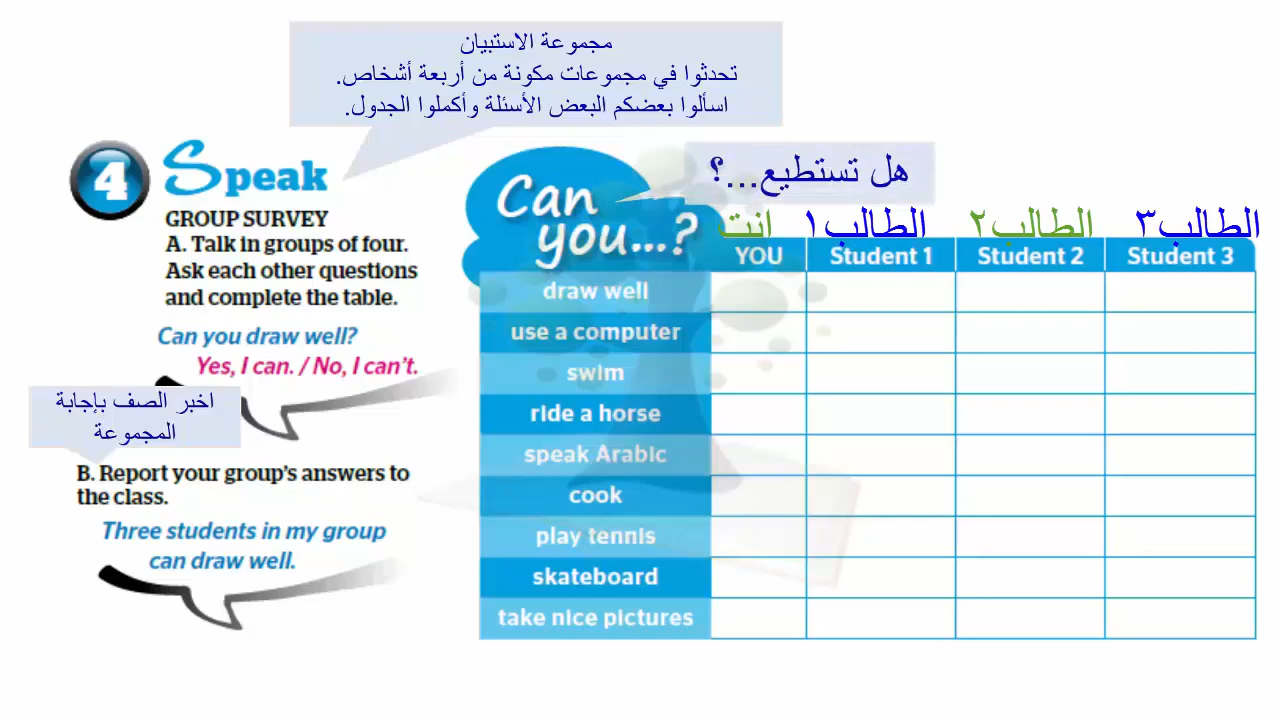 مجموعة الاستبيان
تحدثوا في مجموعات مكونة من أربعة أشخاص.
اسألوا بعضكم البعض الأسئلة وأكملوا الجدول.
4 Speak
GROUP SURVEY
A. Talk in groups of four.
Ask each other questions
and complete the table.
Can you draw well?
Yes, I can. / No, I can't.
اخبر الصف بإجابة
المجموعة
B. Report your group's answers to
the class.
Three students in my group
can draw well.
Can
you...?
هل تستطيع...؟
انت الطالب١ الطالب٢ الطالب٣
YOU Student 1 Student 2 Student 3
draw well
use a computer
swim
ride a horse
speak Arabic
cook
play tennis
skateboard
take nice pictures